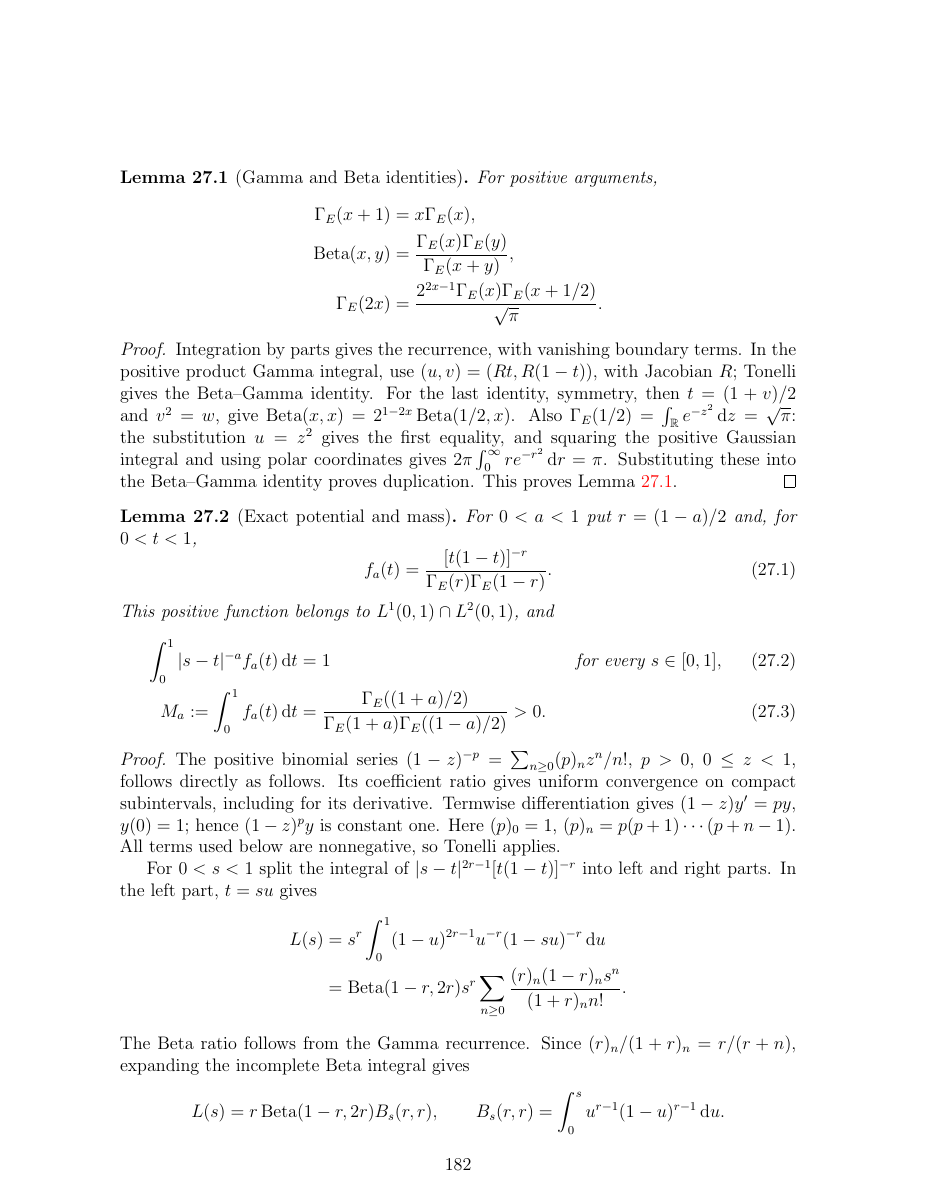 Lemma 27.1 (Gamma and Beta identities). For positive arguments,
Γ_E(x + 1) = xΓ_E(x),
Beta(x, y) = \frac{Γ_E(x)Γ_E(y)}{Γ_E(x + y)},
Γ_E(2x) = \frac{2^{2x−1}Γ_E(x)Γ_E(x + 1/2)}{\sqrt{π}}.
Proof. Integration by parts gives the recurrence, with vanishing boundary terms. In the
positive product Gamma integral, use (u, v) = (Rt, R(1 − t)), with Jacobian R; Tonelli
gives the Beta–Gamma identity. For the last identity, symmetry, then t = (1 + v)/2
and v^2 = w, give Beta(x, x) = 2^{1−2x} Beta(1/2, x). Also Γ_E(1/2) = ∫_ℝ e^{−z^2} dz = √π:
the substitution u = z^2 gives the first equality, and squaring the positive Gaussian
integral and using polar coordinates gives 2π ∫_0^∞ re^{−r^2} dr = π. Substituting these into
the Beta–Gamma identity proves duplication. This proves Lemma 27.1. □
Lemma 27.2 (Exact potential and mass). For 0 < a < 1 put r = (1 − a)/2 and, for
0 < t < 1,
f_a(t) = \frac{[t(1 − t)]^{−r}}{Γ_E(r)Γ_E(1 − r)}. (27.1)
This positive function belongs to L^1(0, 1) ∩ L^2(0, 1), and
∫_0^1 |s − t|^{−a} f_a(t) dt = 1 for every s ∈ [0, 1], (27.2)
M_a := ∫_0^1 f_a(t) dt = \frac{Γ_E((1 + a)/2)}{Γ_E(1 + a)Γ_E((1 − a)/2)} > 0. (27.3)
Proof. The positive binomial series (1 − z)^{−p} = ∑_{n≥0}(p)_n z^n/n!, p > 0, 0 ≤ z < 1,
follows directly as follows. Its coefficient ratio gives uniform convergence on compact
subintervals, including for its derivative. Termwise differentiation gives (1 − z)y′ = py,
y(0) = 1; hence (1 − z)^p y is constant one. Here (p)_0 = 1, (p)_n = p(p + 1) ⋯ (p + n − 1).
All terms used below are nonnegative, so Tonelli applies.
For 0 < s < 1 split the integral of |s − t|^{2r−1}[t(1 − t)]^{−r} into left and right parts. In
the left part, t = su gives
L(s) = s^r ∫_0^1 (1 − u)^{2r−1} u^{−r}(1 − su)^{−r} du
= Beta(1 − r, 2r)s^r ∑_{n≥0} \frac{(r)_n(1 − r)_n s^n}{(1 + r)_n n!}.
The Beta ratio follows from the Gamma recurrence. Since (r)_n/(1 + r)_n = r/(r + n),
expanding the incomplete Beta integral gives
L(s) = r Beta(1 − r, 2r)B_s(r, r), B_s(r, r) = ∫_0^s u^{r−1}(1 − u)^{r−1} du.
182